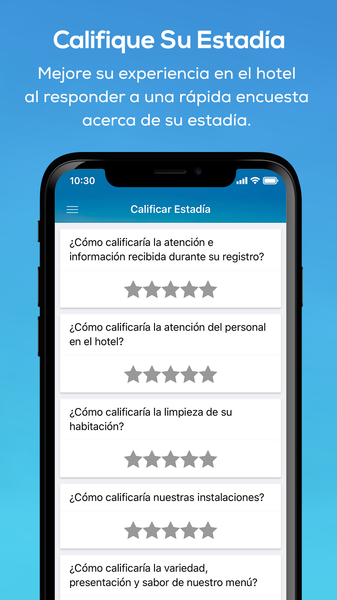 Califique Su Estadía
Mejore su experiencia en el hotel
al responder a una rápida encuesta
acerca de su estadía.
10:30
Calificar Estadía
¿Cómo calificaría la atención e
información recibida durante su registro?
¿Cómo calificaría la atención del personal
en el hotel?
¿Cómo calificaría la limpieza de su
habitación?
¿Cómo calificaría nuestras instalaciones?
¿Cómo calificaría la variedad,
presentación y sabor de nuestro menú?